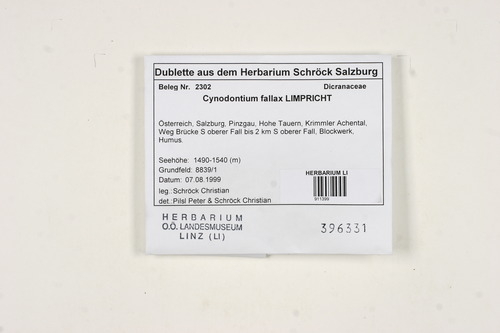 Dublette aus dem Herbarium Schröck Salzburg
Beleg Nr. 2302 Dicranaceae
Cynodontium fallax LIMPRICHT
Österreich, Salzburg, Pinzgau, Hohe Tauern, Krimmler Achental,
Weg Brücke S oberer Fall bis 2 km S oberer Fall, Blockwerk,
Humus.
Seehöhe: 1490-1540 (m)
Grundfeld: 8839/1
Datum: 07.08.1999
leg.: Schröck Christian
det.: Pilsl Peter & Schröck Christian
HERBARIUM LI
911399
HERBARIUM
O.Ö. LANDESMUSEUM
LINZ (LI)
396331